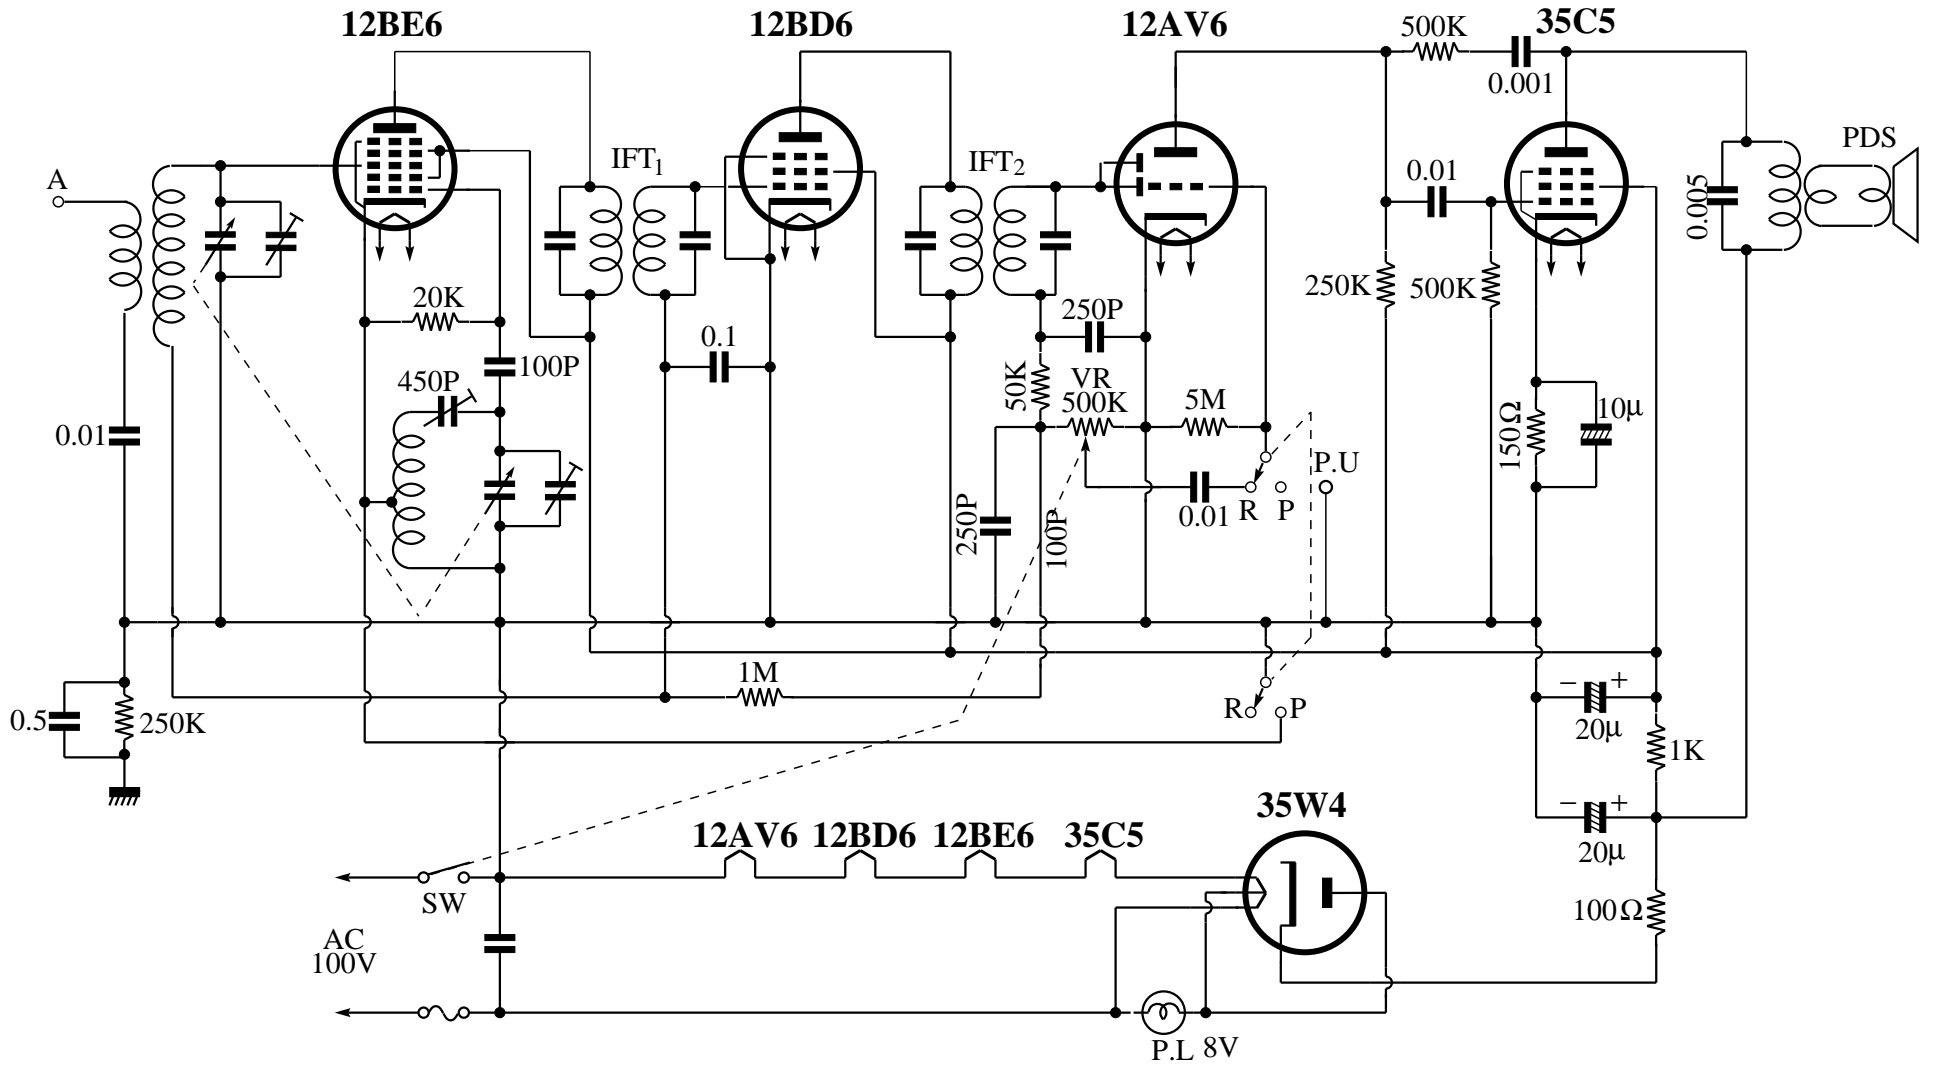 12BE6 12BD6 12AV6 35C5
500K
0.001
PDS
A
IFT1
IFT2
0.01
0.005
20K
0.1
250P
250K
500K
100P
450P
50K
VR
500K
5M
150Ω
10μ
0.01
P.U
250P
100P
0.01
R
P
1M
0.5
250K
R
P
− +
20μ
1K
− +
20μ
35W4
12AV6 12BD6 12BE6 35C5
SW
100Ω
AC
100V
P.L 8V